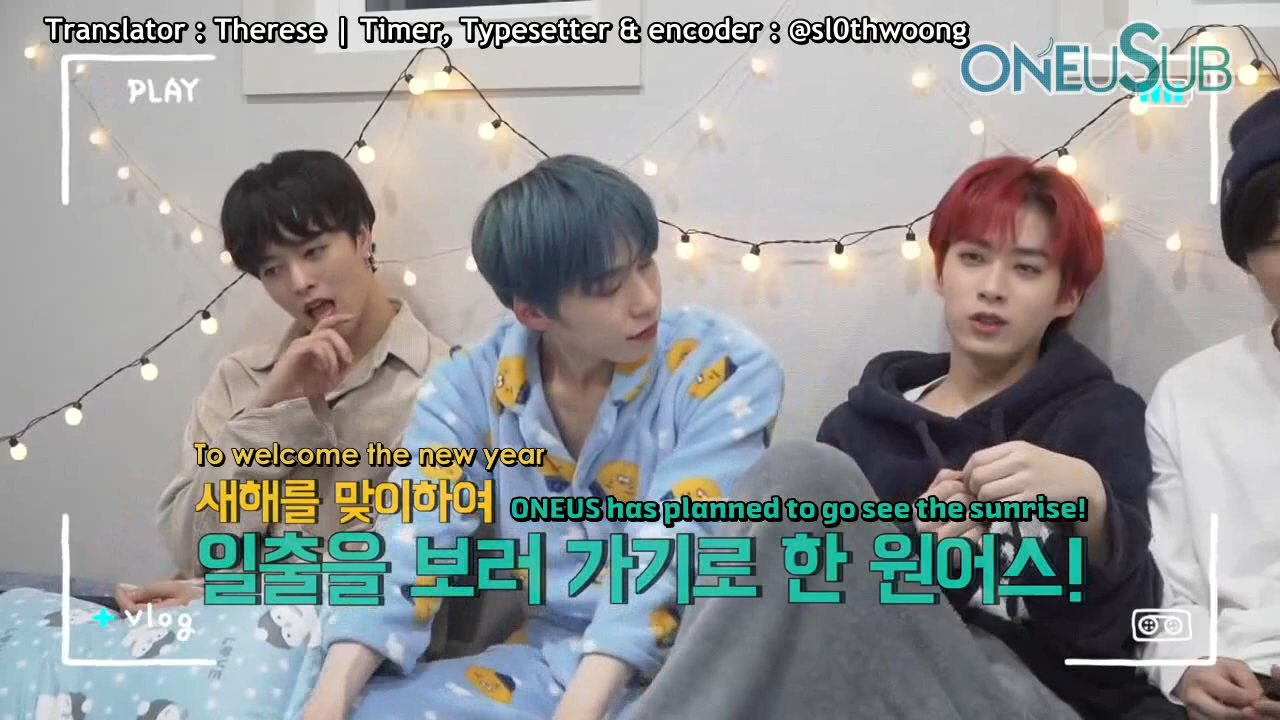 Translator : Therese | Timer, Typesetter & encoder : @sl0thwoong
ONEUSUB
PLAY
To welcome the new year
새해를 맞이하여
ONEUS has planned to go see the sunrise!
일출을 보러 가기로 한 원어스!
+ vlog
LOVE